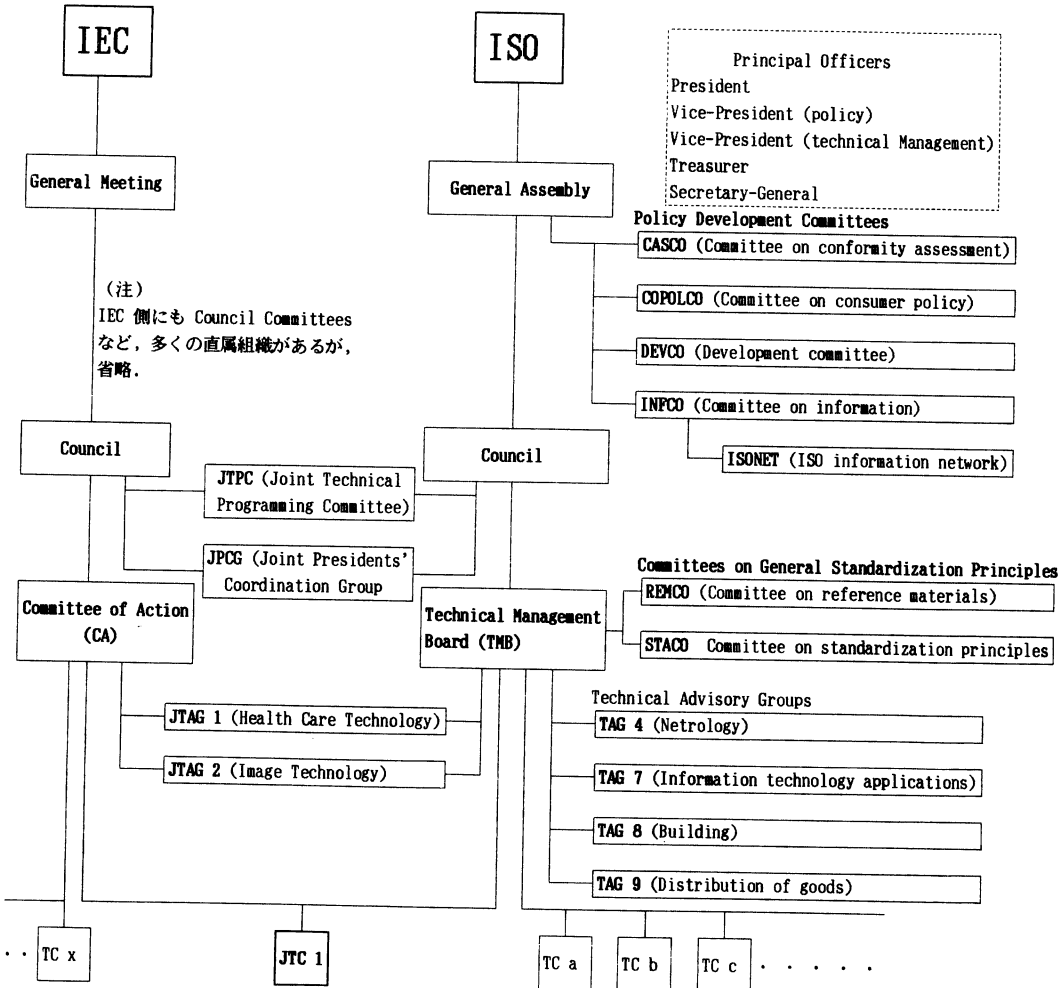 IEC
ISO
Principal Officers
President
Vice-President (policy)
Vice-President (technical Management)
Treasurer
Secretary-General
General Meeting
General Assembly
Policy Development Committees
CASCO (Committee on conformity assessment)
COPOLCO (Committee on consumer policy)
DEVCO (Development committee)
INFCO (Committee on information)
ISONET (ISO information network)
（注）
IEC 側にも Council Committees
など，多くの直属組織があるが，
省略．
Council
Council
JTPC (Joint Technical
Programming Committee)
JPCG (Joint Presidents'
Coordination Group
Committee of Action
(CA)
Technical Management
Board (TMB)
Committees on General Standardization Principles
REMCO (Committee on reference materials)
STACO Committee on standardization principles
JTAG 1 (Health Care Technology)
JTAG 2 (Image Technology)
Technical Advisory Groups
TAG 4 (Netrology)
TAG 7 (Information technology applications)
TAG 8 (Building)
TAG 9 (Distribution of goods)
. . TC x
JTC 1
TC a
TC b
TC c . . . . .